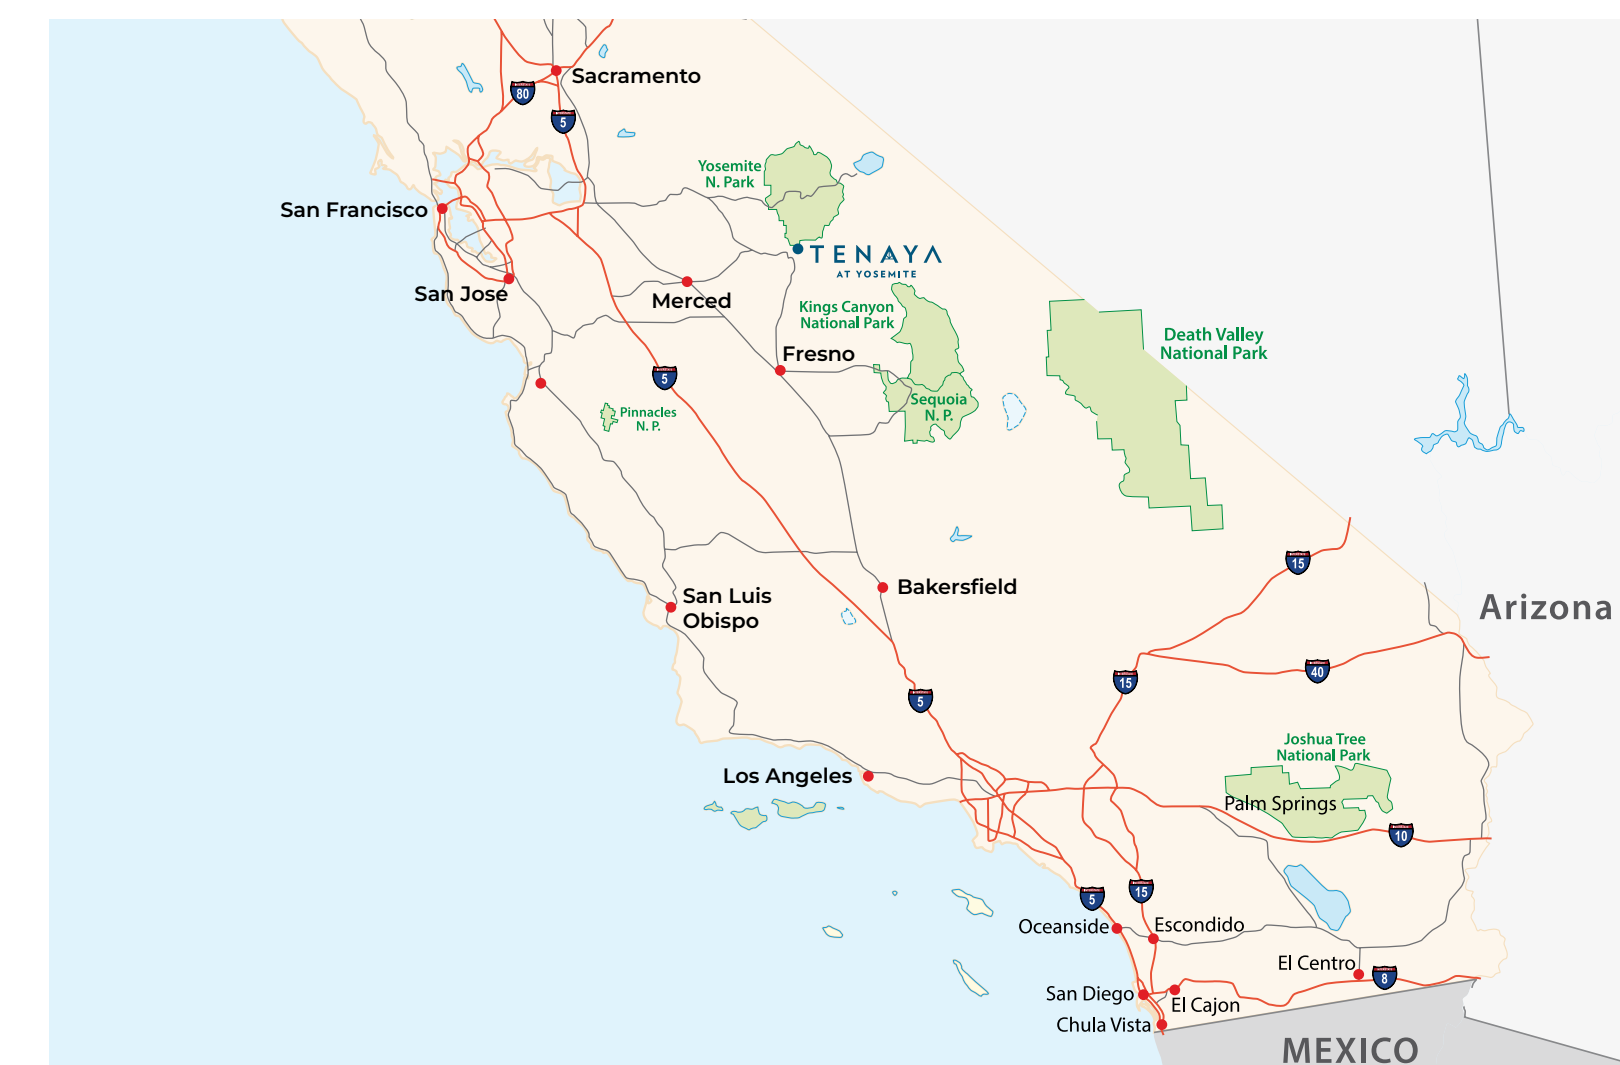 Sacramento
80
5
Yosemite
N. Park
San Francisco
TENAYA
AT YOSEMITE
San Jose
Merced
Kings Canyon
National Park
Death Valley
National Park
Fresno
5
Sequoia
N. P.
Pinnacles
N. P.
15
Bakersfield
San Luis
Obispo
Arizona
40
15
5
Joshua Tree
National Park
Los Angeles
Palm Springs
10
5
15
Oceanside
Escondido
El Centro
8
San Diego
El Cajon
Chula Vista
MEXICO